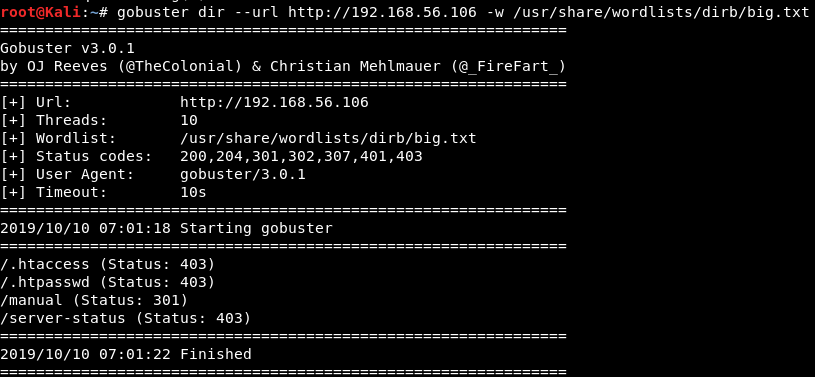 root@Kali:~# gobuster dir --url http://192.168.56.106 -w /usr/share/wordlists/dirb/big.txt
===============================================================
Gobuster v3.0.1
by OJ Reeves (@TheColonial) & Christian Mehlmauer (@_FireFart_)
===============================================================
[+] Url:            http://192.168.56.106
[+] Threads:        10
[+] Wordlist:       /usr/share/wordlists/dirb/big.txt
[+] Status codes:   200,204,301,302,307,401,403
[+] User Agent:     gobuster/3.0.1
[+] Timeout:        10s
===============================================================
2019/10/10 07:01:18 Starting gobuster
===============================================================
/.htaccess (Status: 403)
/.htpasswd (Status: 403)
/manual (Status: 301)
/server-status (Status: 403)
===============================================================
2019/10/10 07:01:22 Finished
===============================================================